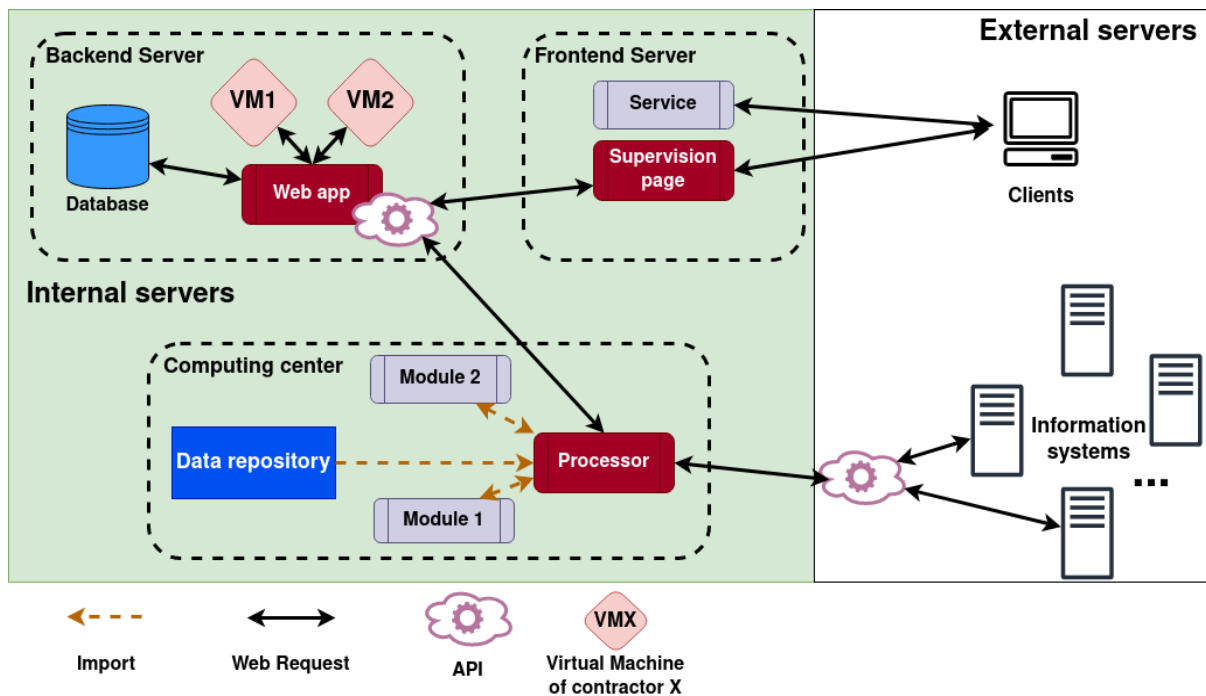 External servers
Backend Server
Frontend Server
VM1
VM2
Service
Supervision
page
Web app
Database
Clients
Internal servers
Computing center
Module 2
Data repository
Processor
Module 1
Information
systems
...
Import
Web Request
API
VMX
Virtual Machine
of contractor X